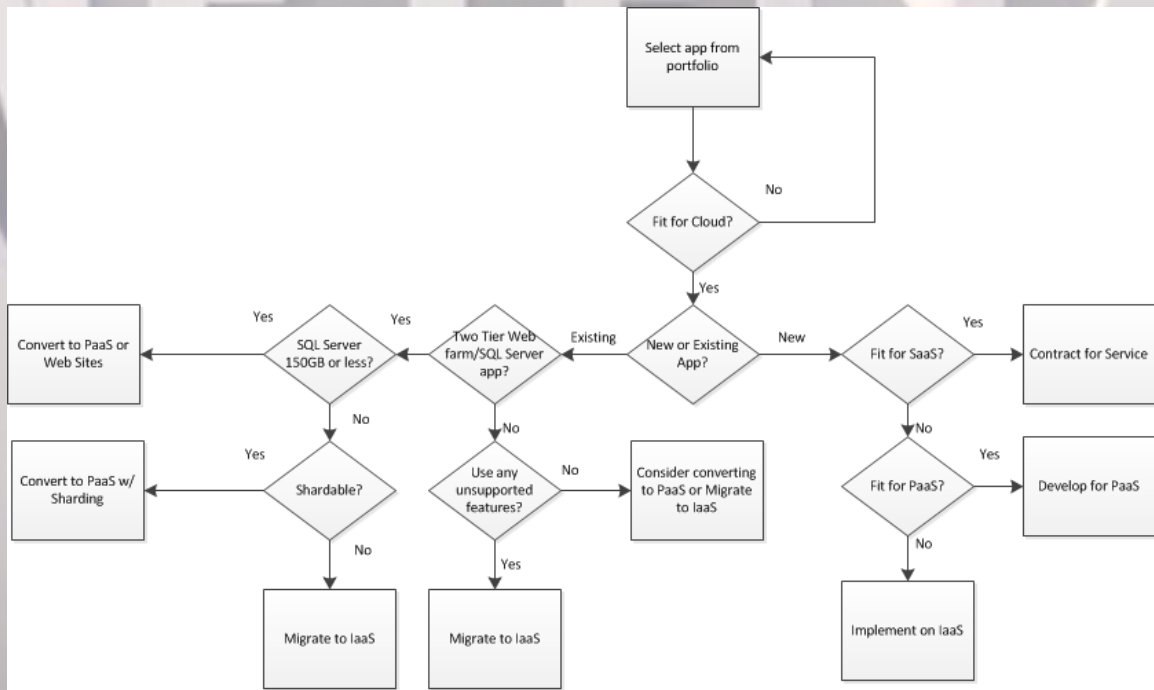 Select app from
portfolio
No
Fit for Cloud?
Yes
Yes
Yes
Existing
New
Yes
Convert to PaaS or
Web Sites
SQL Server
150GB or less?
Two Tier Web
farm/SQL Server
app?
New or Existing
App?
Fit for SaaS?
Contract for Service
No
No
No
Yes
No
Yes
Convert to PaaS w/
Sharding
Shardable?
Use any
unsupported
features?
Consider converting
to PaaS or Migrate
to IaaS
Fit for PaaS?
Develop for PaaS
No
Yes
No
Migrate to IaaS
Migrate to IaaS
Implement on IaaS